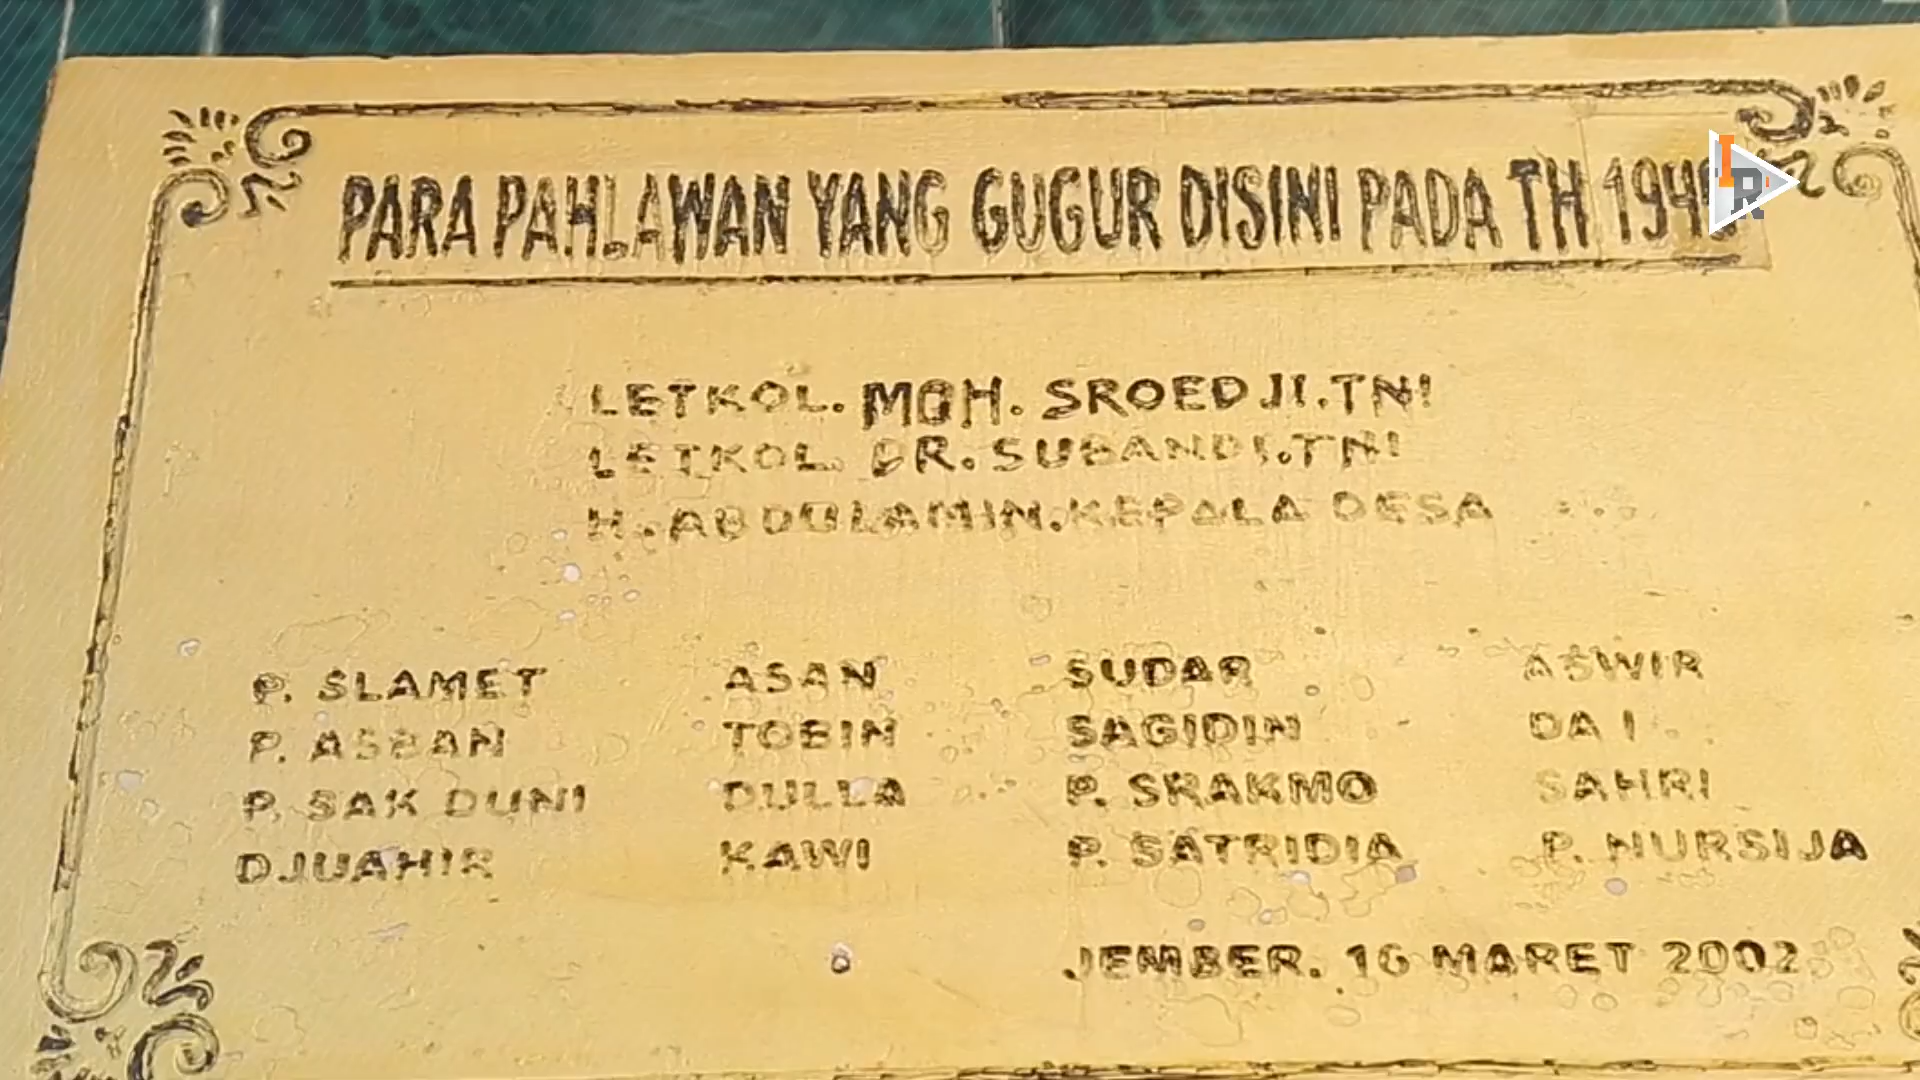 PARA PAHLAWAN YANG GUGUR DISINI PADA TH 1949
LETKOL. MOH. SROEDJI.TNI
LETKOL. DR. SUBANDI.TNI
H. ABDULAMIN. KEPALA DESA
P. SLAMET ASAN SUDAR ASWIR
P. ASBAN TOBIN SAGIDIN DA I
P. SAK DUNI DULLA P. SRAKMO SAHRI
DJUAHIR KAWI P. SATRIDIA P. NURSIJA
JEMBER. 16 MARET 2002
IR